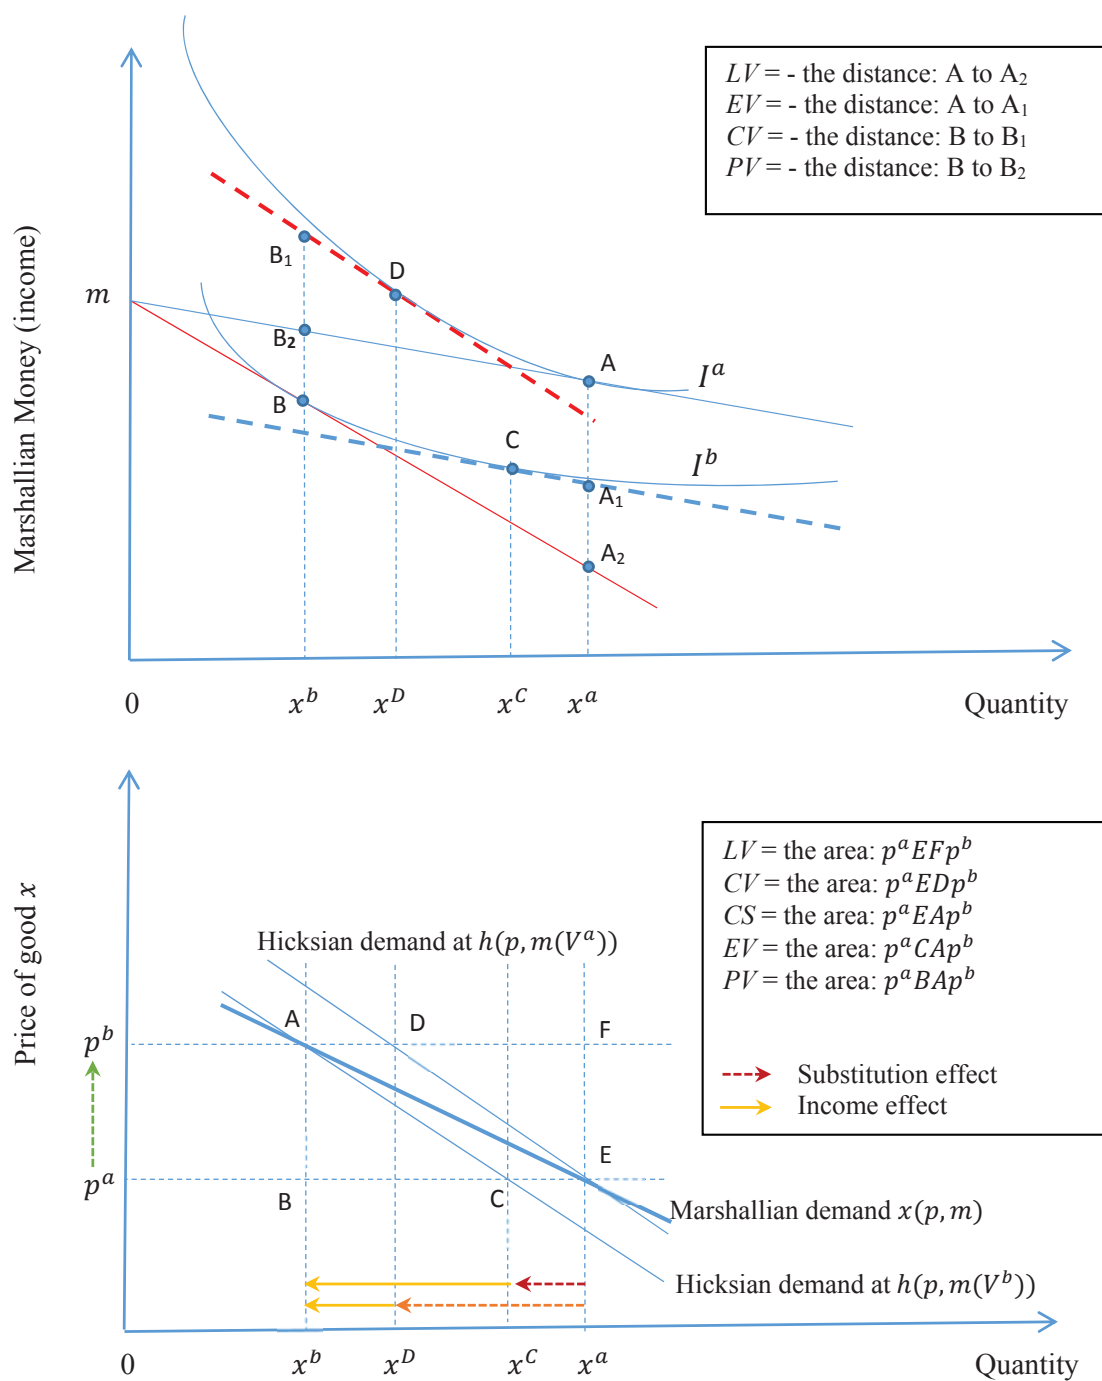 LV = - the distance: A to A₂
EV = - the distance: A to A₁
CV = - the distance: B to B₁
PV = - the distance: B to B₂
Marshallian Money (income)
B₁
D
m
B₂
A
Iᵃ
B
C
Iᵇ
A₁
A₂
0
xᵇ
x^D
x^C
xᵃ
Quantity
LV = the area: pᵃEFpᵇ
CV = the area: pᵃEDpᵇ
CS = the area: pᵃEApᵇ
EV = the area: pᵃCApᵇ
PV = the area: pᵃBApᵇ
Substitution effect
Income effect
Price of good x
Hicksian demand at h(p, m(Vᵃ))
A
D
F
pᵇ
E
pᵃ
B
C
Marshallian demand x(p, m)
Hicksian demand at h(p, m(Vᵇ))
0
xᵇ
x^D
x^C
xᵃ
Quantity